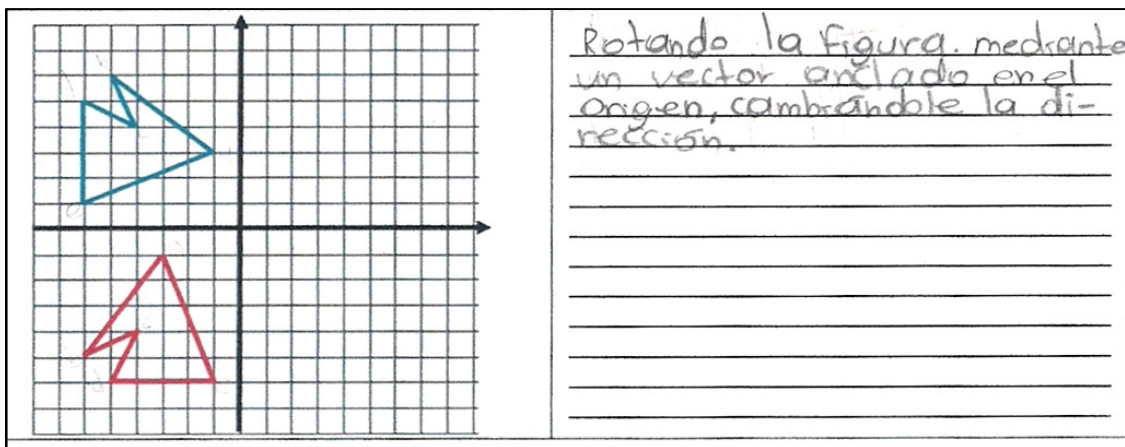 Rotando la figura. mediante
un vector anclado en el
origen, cambiándole la di-
rección.